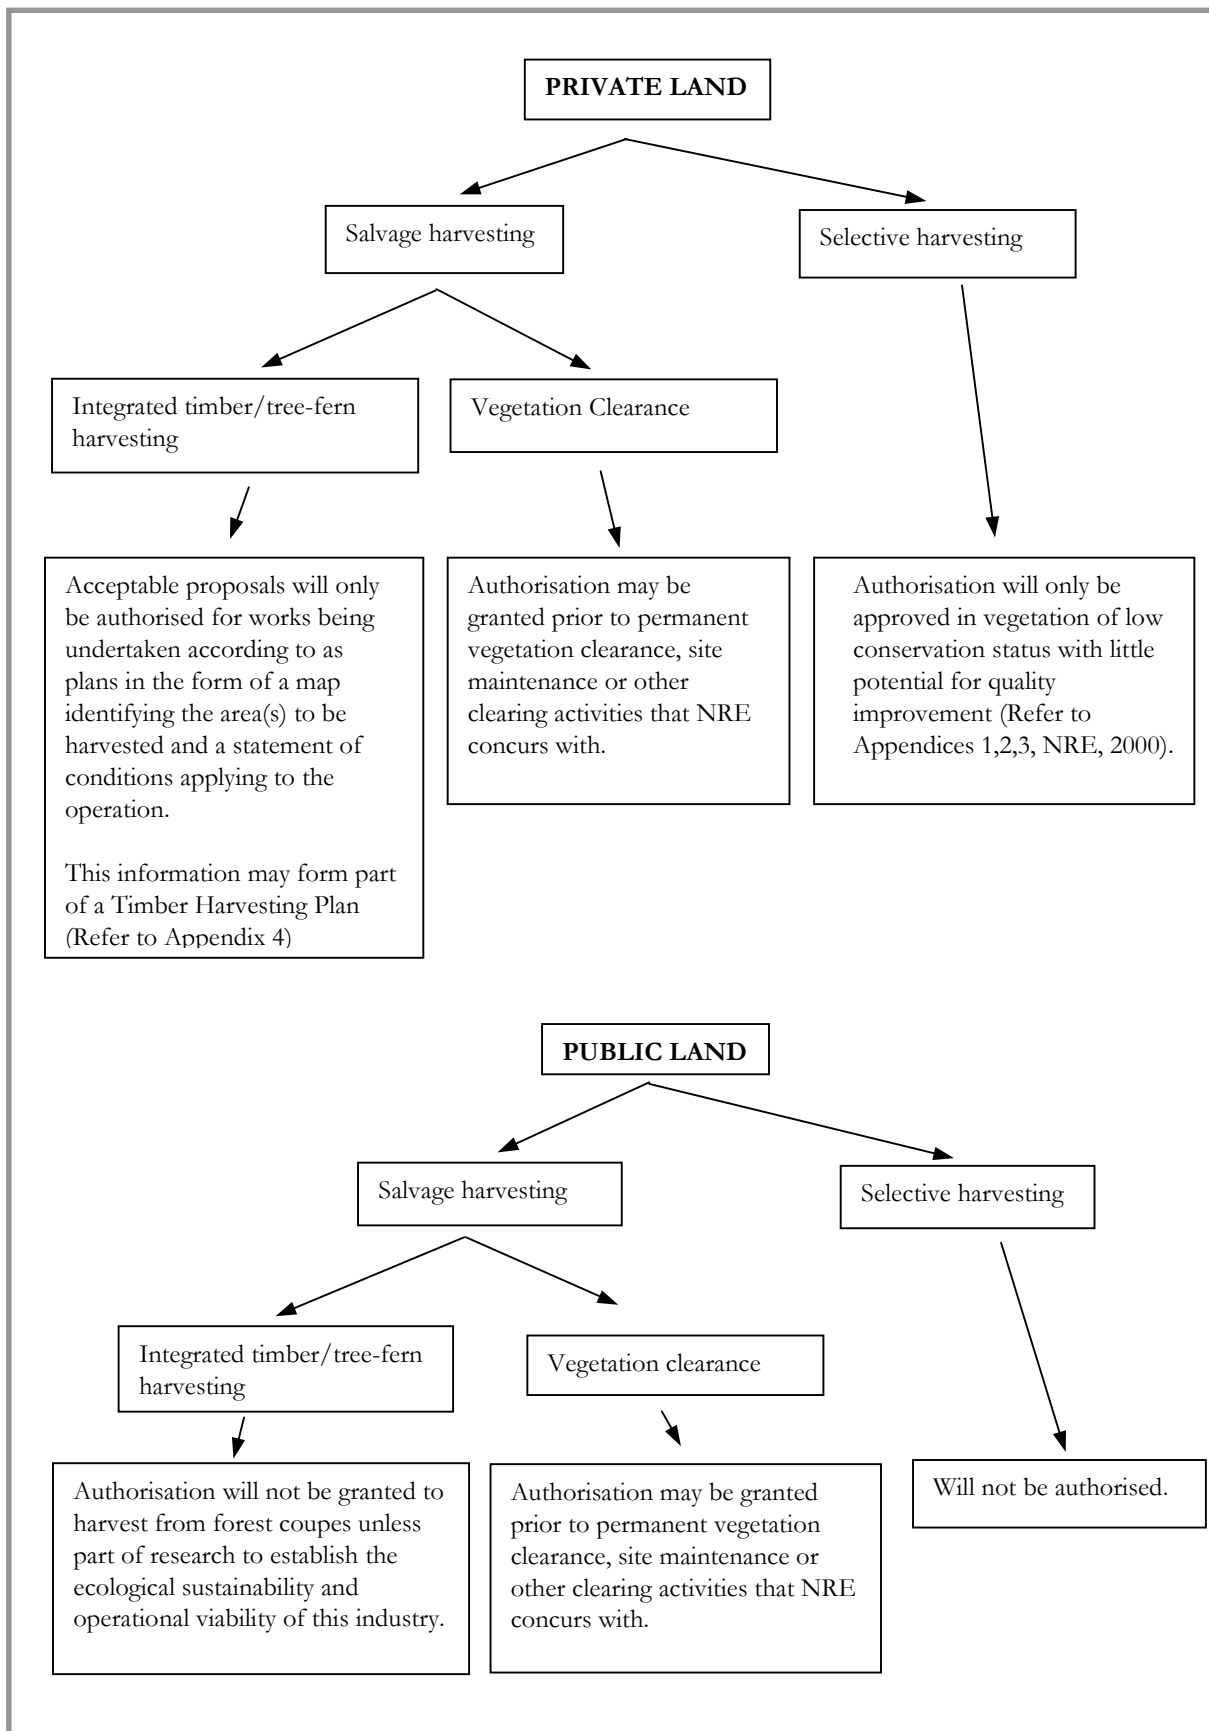 PRIVATE LAND
Salvage harvesting
Selective harvesting
Integrated timber/tree-fern
harvesting
Vegetation Clearance
Acceptable proposals will only
be authorised for works being
undertaken according to as
plans in the form of a map
identifying the area(s) to be
harvested and a statement of
conditions applying to the
operation.
This information may form part
of a Timber Harvesting Plan
(Refer to Appendix 4)
Authorisation may be
granted prior to permanent
vegetation clearance, site
maintenance or other
clearing activities that NRE
concurs with.
Authorisation will only be
approved in vegetation of low
conservation status with little
potential for quality
improvement (Refer to
Appendices 1,2,3, NRE, 2000).
PUBLIC LAND
Salvage harvesting
Selective harvesting
Integrated timber/tree-fern
harvesting
Vegetation clearance
Authorisation will not be granted to
harvest from forest coupes unless
part of research to establish the
ecological sustainability and
operational viability of this industry.
Authorisation may be granted
prior to permanent vegetation
clearance, site maintenance or
other clearing activities that NRE
concurs with.
Will not be authorised.